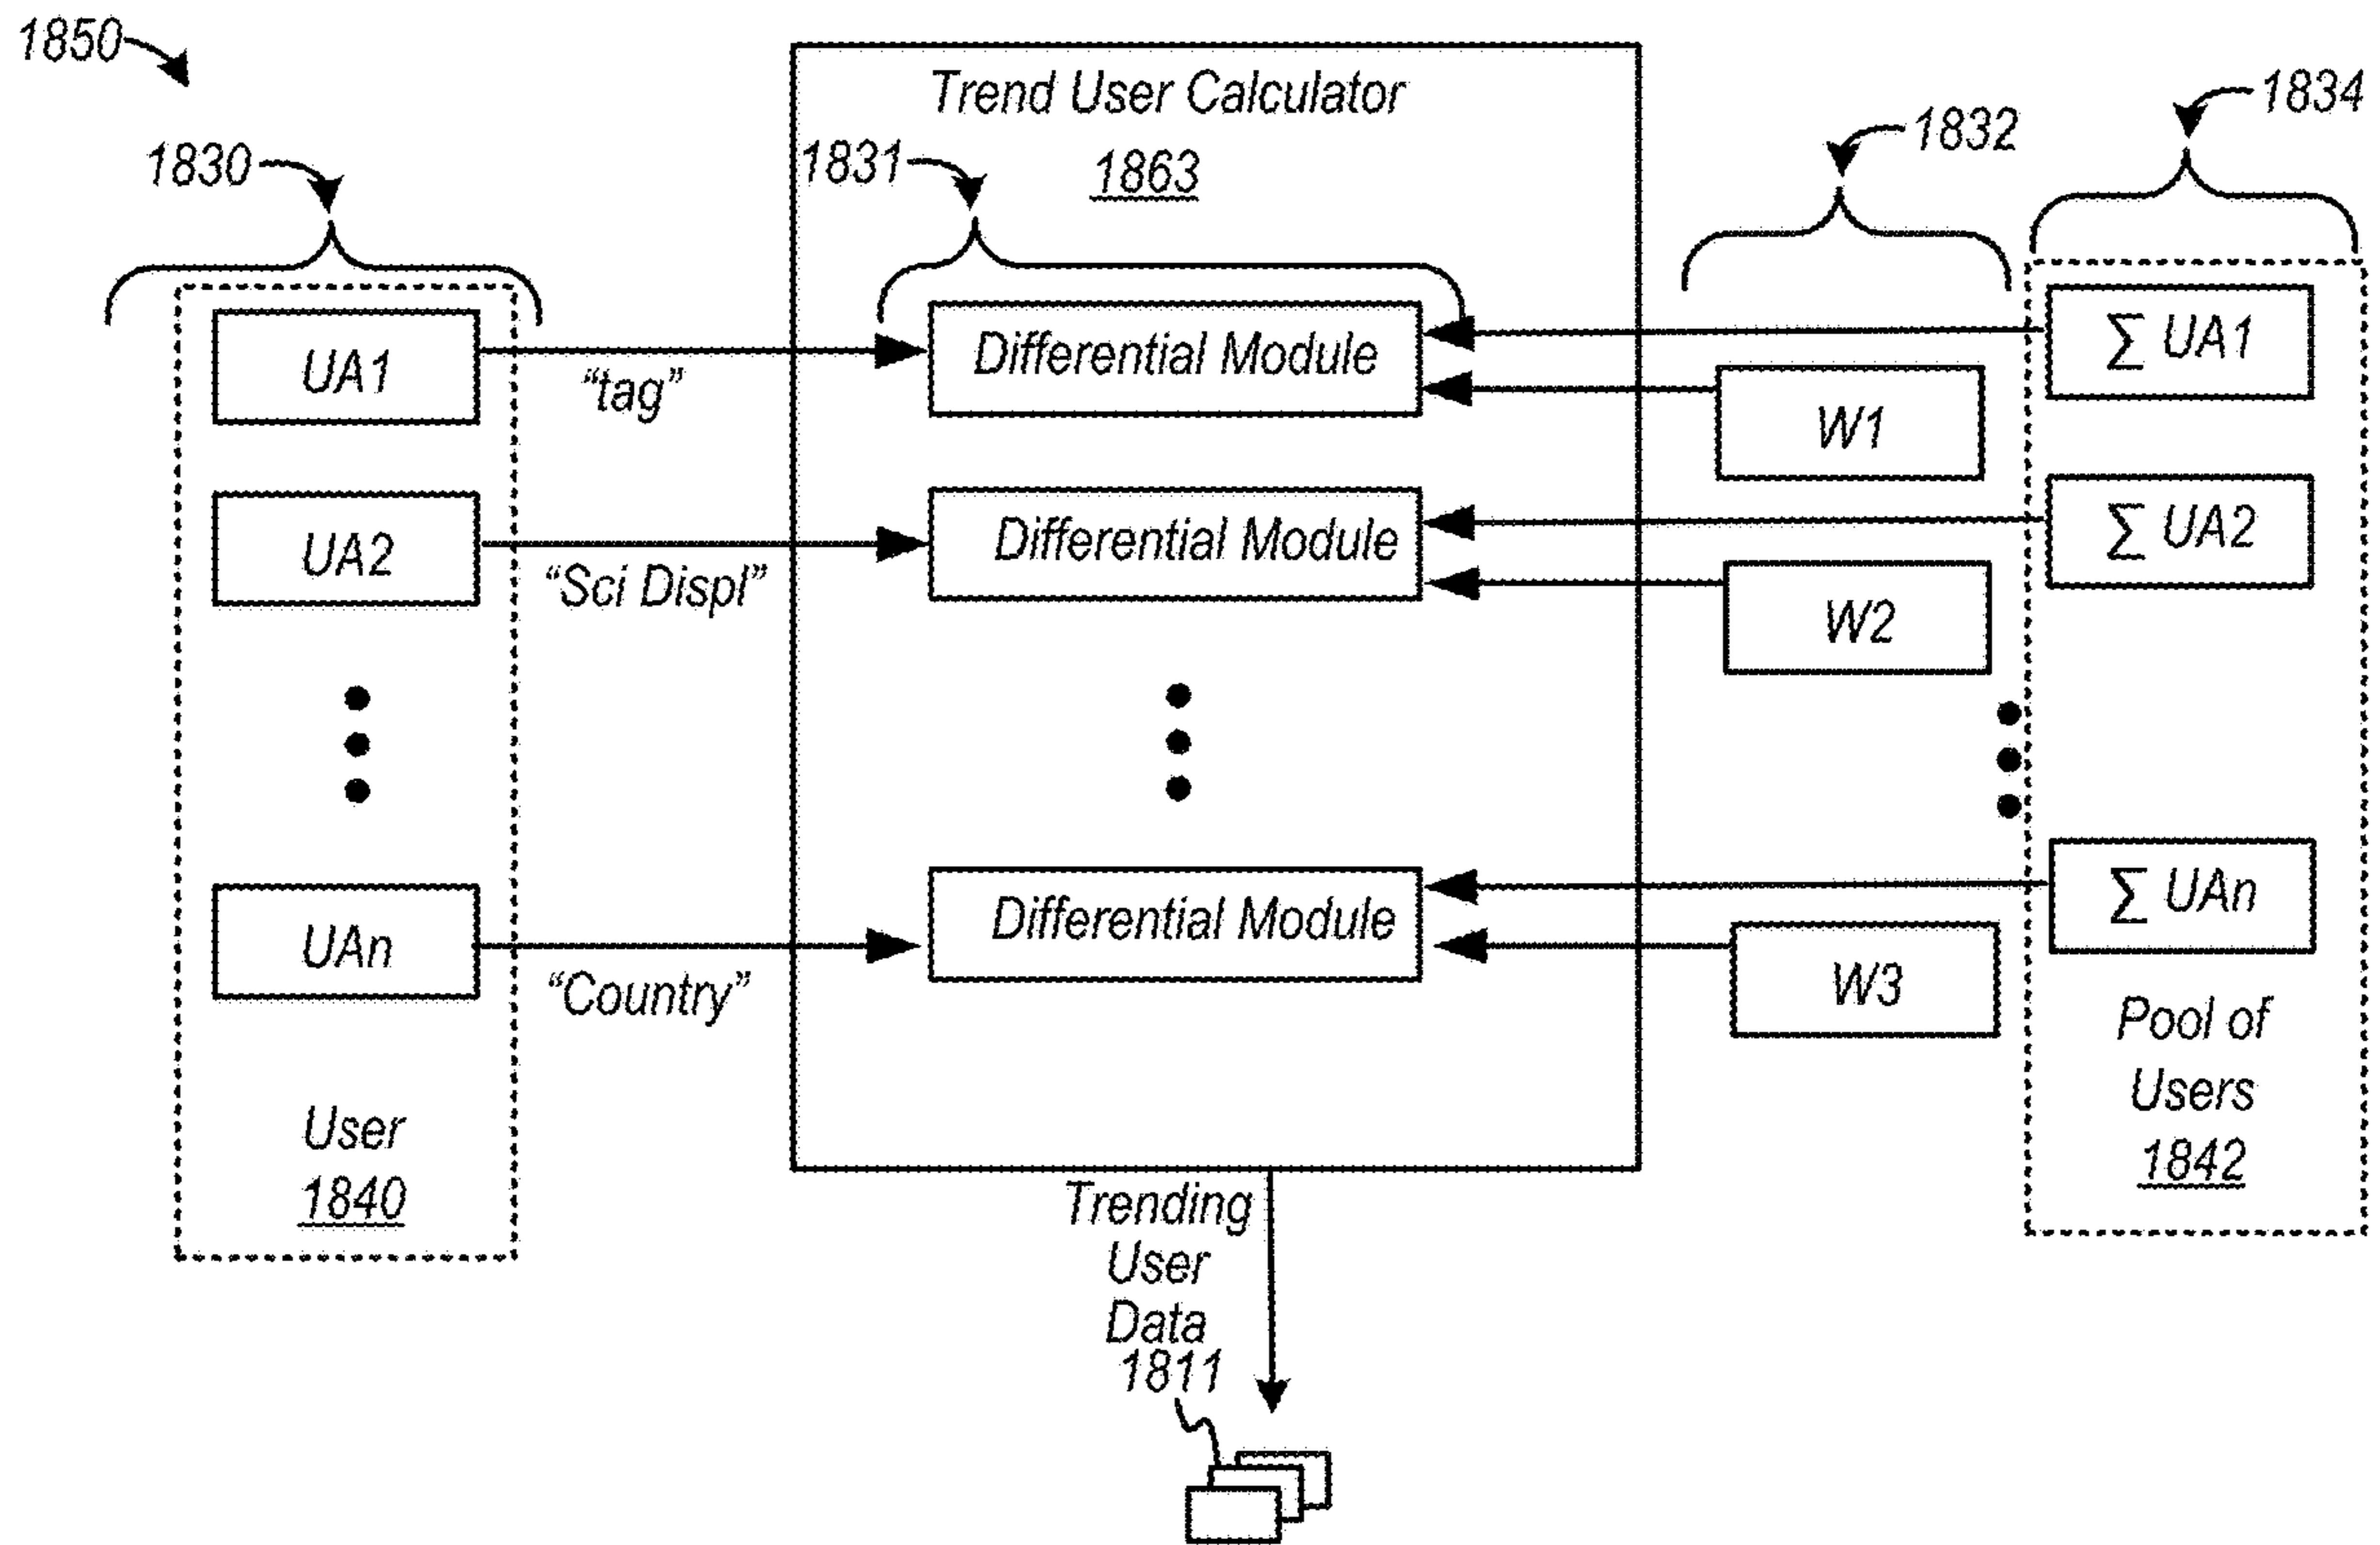 1850
Trend User Calculator
1863
1834
1832
1830
1831
UA1
"tag"
Differential Module
∑ UA1
W1
UA2
"Sci Displ"
Differential Module
∑ UA2
W2
UAn
"Country"
Differential Module
∑ UAn
W3
User
1840
Pool of
Users
1842
Trending
User
Data
1811